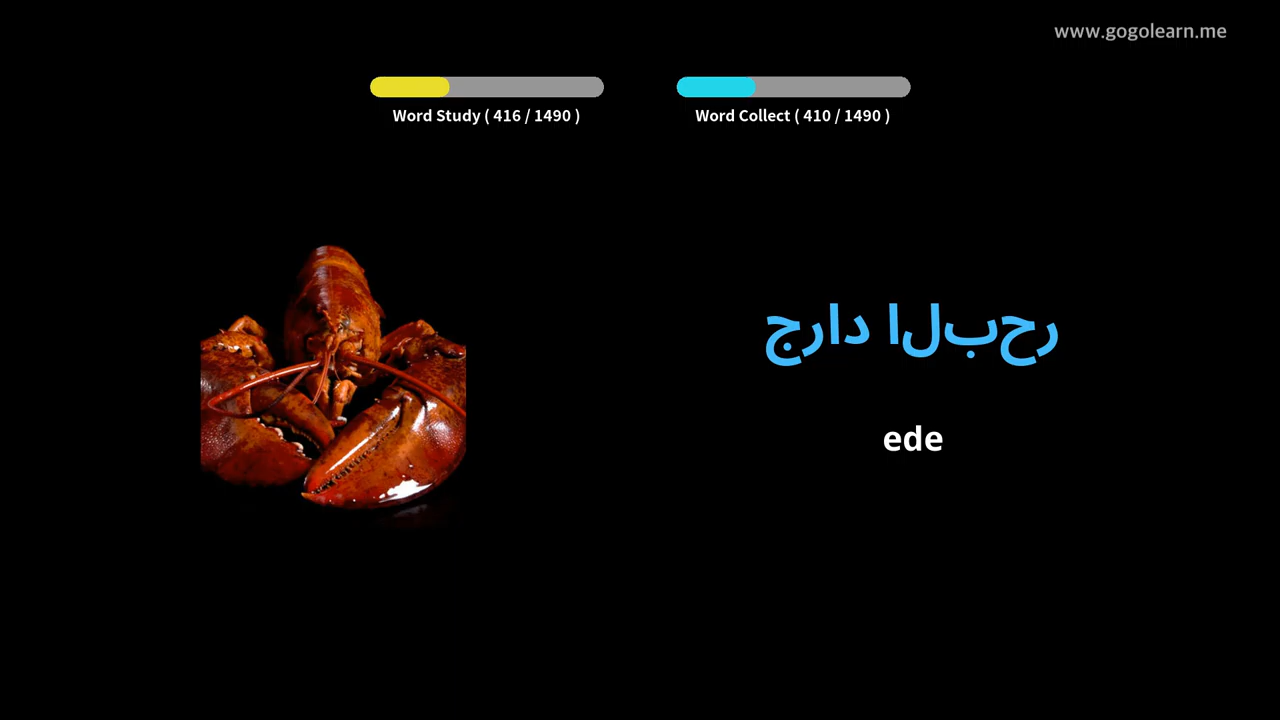 www.gogolearn.me
Word Study ( 416 / 1490 )
Word Collect ( 410 / 1490 )
جراد البحر
ede